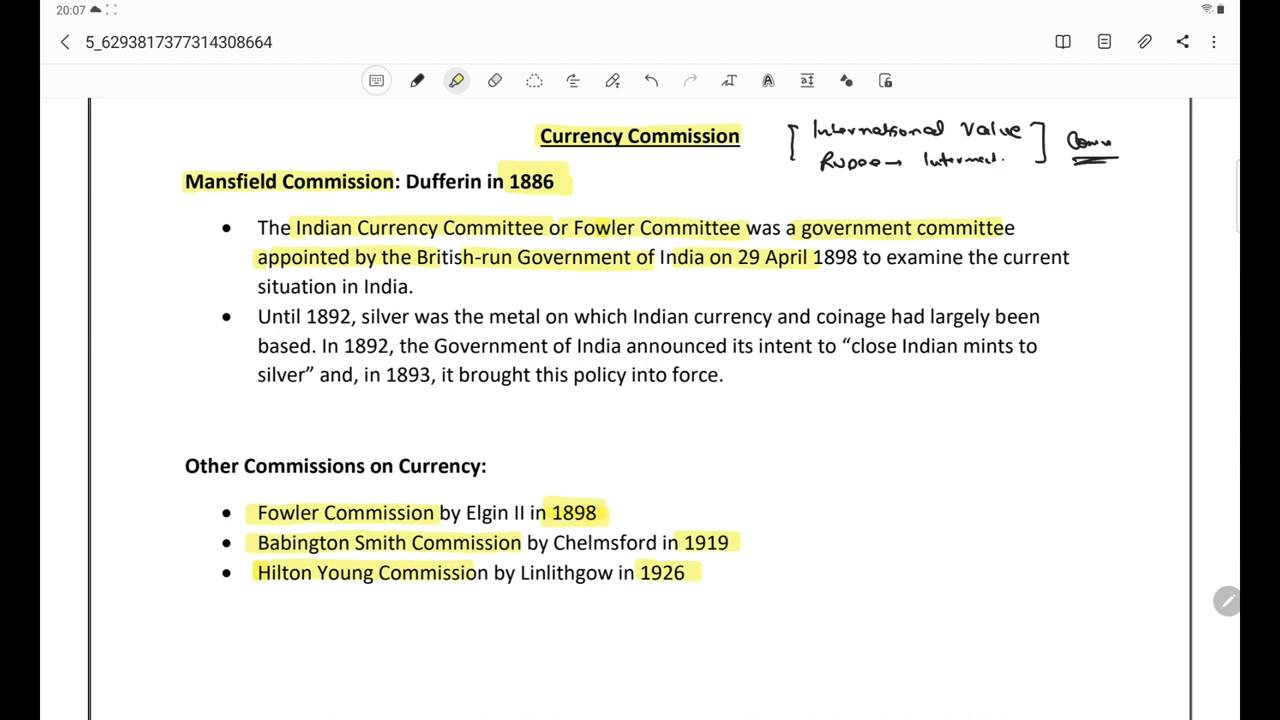 20:07
5_6293817377314308664
Currency Commission
International Value
Rupee → Internat.
Mansfield Commission: Dufferin in 1886
• The Indian Currency Committee or Fowler Committee was a government committee
appointed by the British-run Government of India on 29 April 1898 to examine the current
situation in India.
• Until 1892, silver was the metal on which Indian currency and coinage had largely been
based. In 1892, the Government of India announced its intent to “close Indian mints to
silver” and, in 1893, it brought this policy into force.
Other Commissions on Currency:
• Fowler Commission by Elgin II in 1898
• Babington Smith Commission by Chelmsford in 1919
• Hilton Young Commission by Linlithgow in 1926